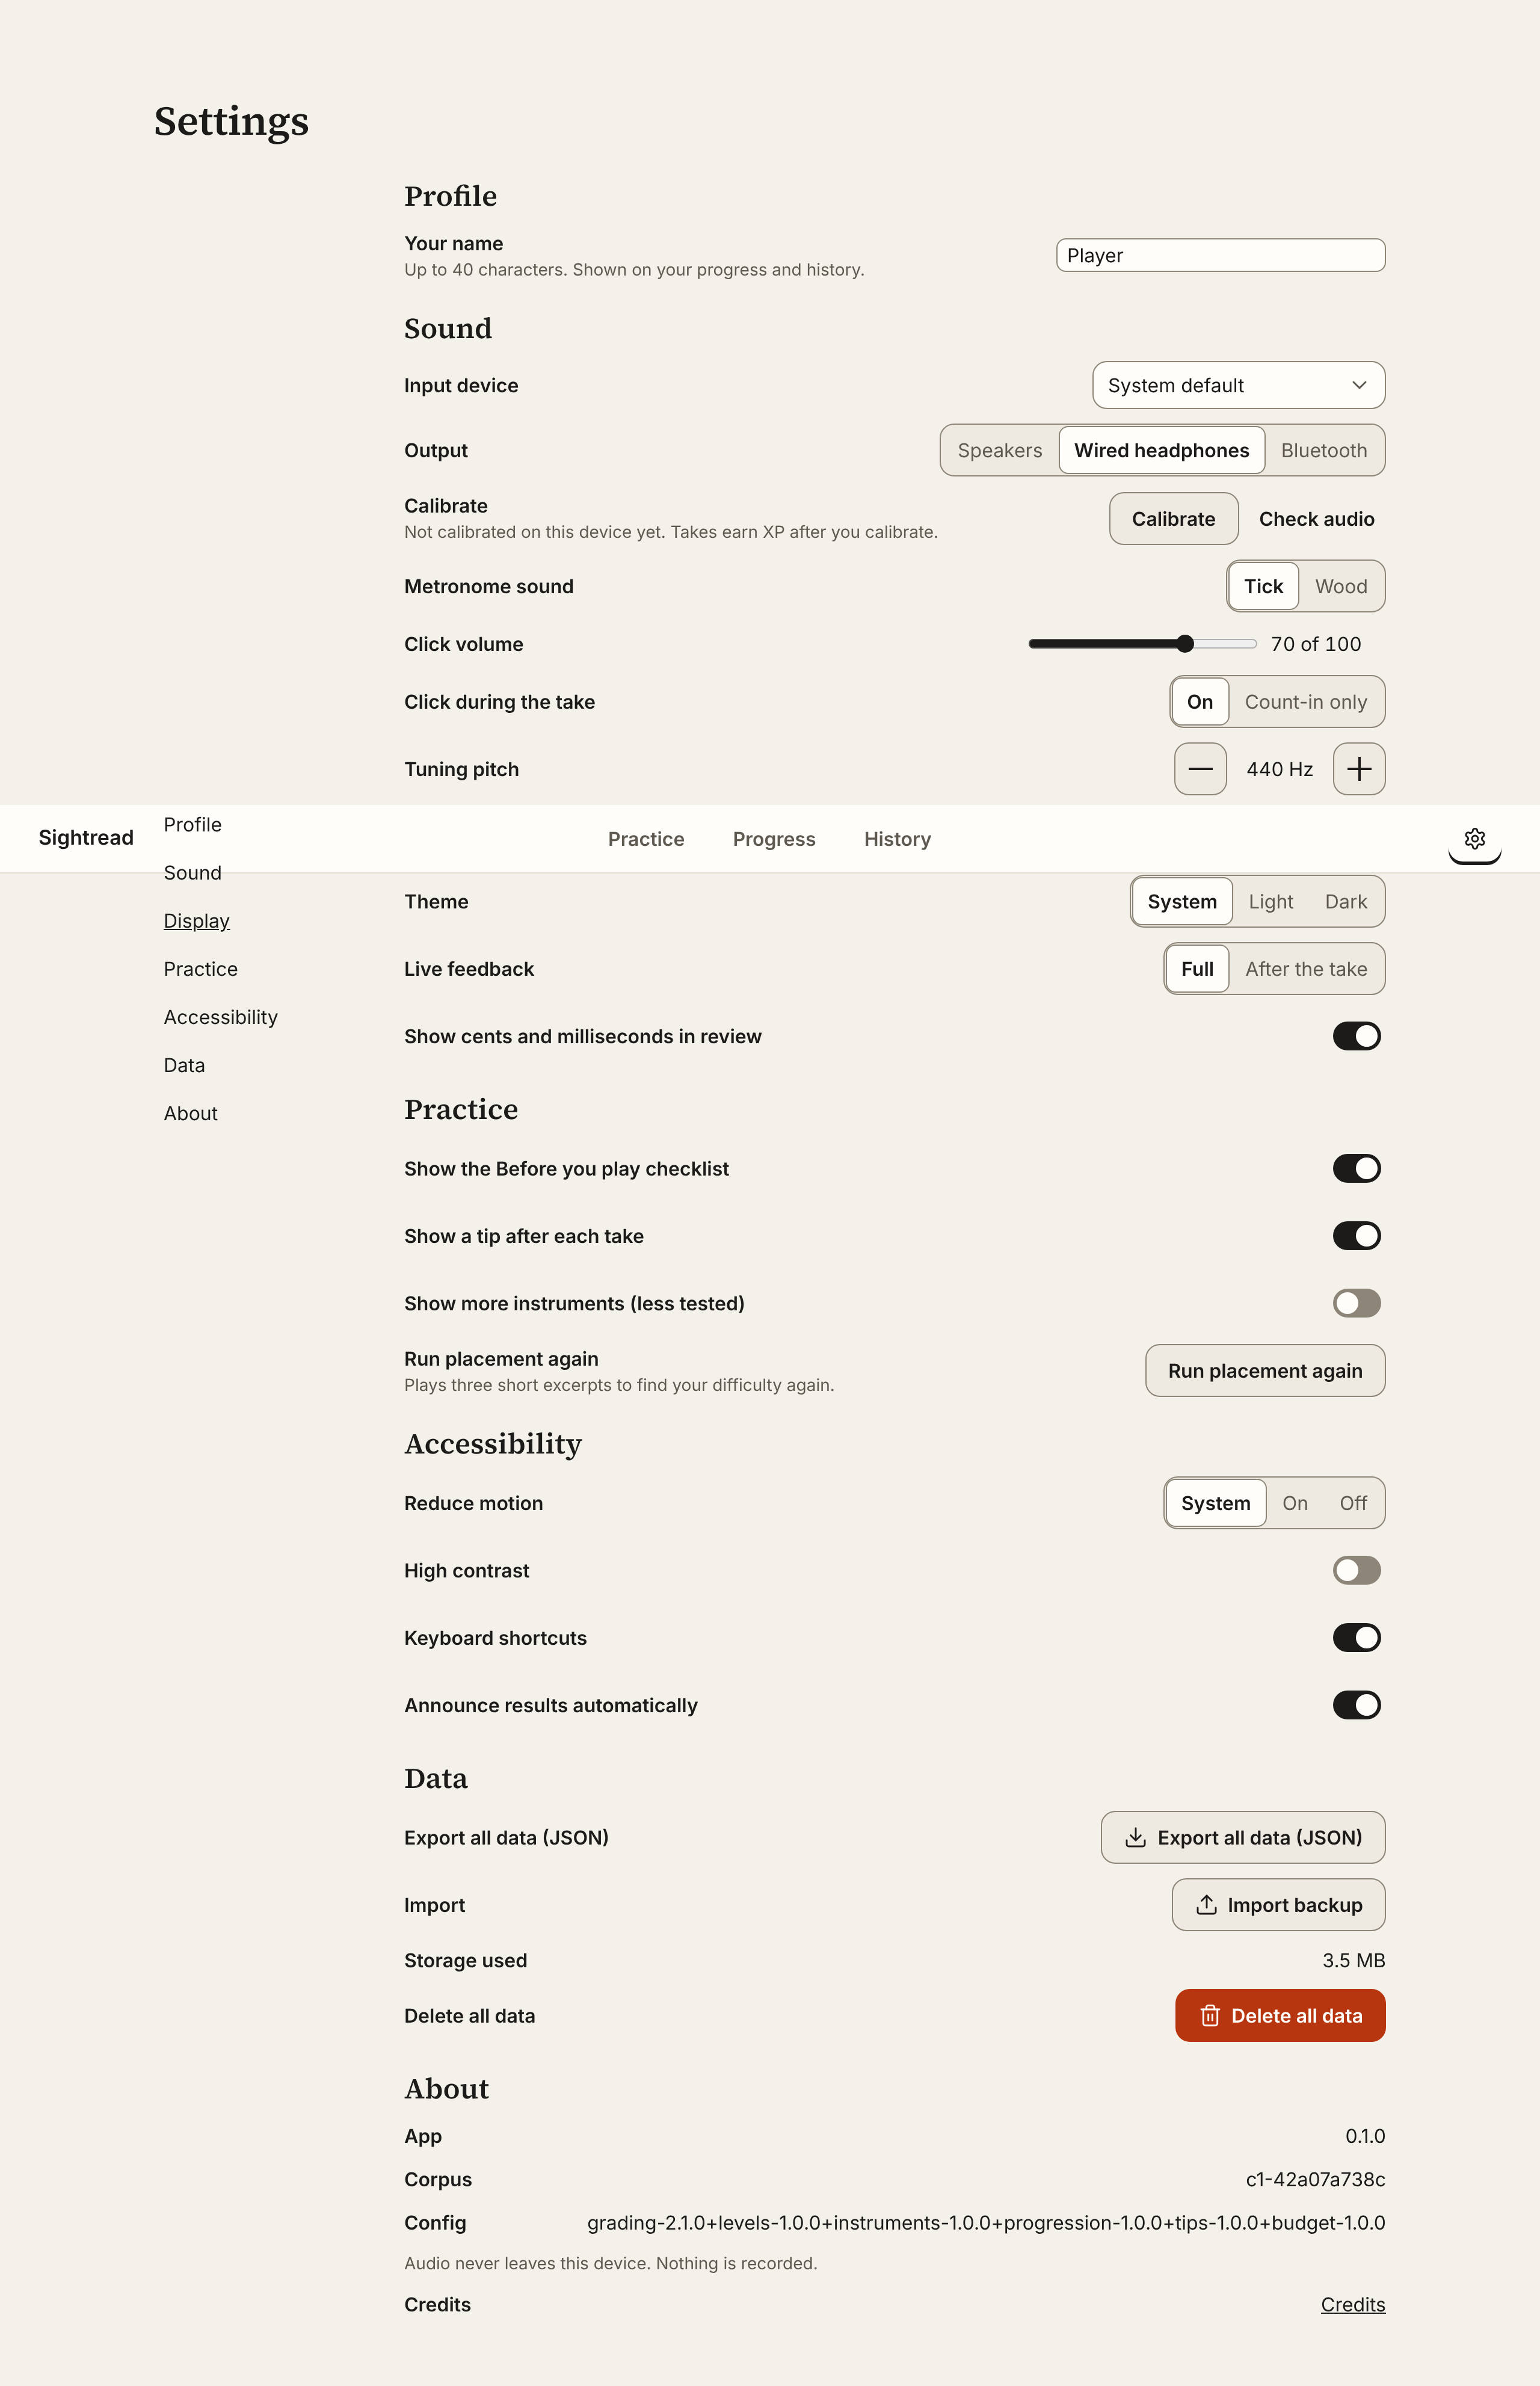 Settings
Profile
Your name
Up to 40 characters. Shown on your progress and history.
Player
Sound
Input device
System default
Output
Speakers
Wired headphones
Bluetooth
Calibrate
Not calibrated on this device yet. Takes earn XP after you calibrate.
Calibrate
Check audio
Metronome sound
Tick
Wood
Click volume
70 of 100
Click during the take
On
Count-in only
Tuning pitch
440 Hz
Sightread
Practice
Progress
History
Profile
Sound
Display
Practice
Accessibility
Data
About
Theme
System
Light
Dark
Live feedback
Full
After the take
Show cents and milliseconds in review
Practice
Show the Before you play checklist
Show a tip after each take
Show more instruments (less tested)
Run placement again
Plays three short excerpts to find your difficulty again.
Run placement again
Accessibility
Reduce motion
System
On
Off
High contrast
Keyboard shortcuts
Announce results automatically
Data
Export all data (JSON)
Export all data (JSON)
Import
Import backup
Storage used
3.5 MB
Delete all data
Delete all data
About
App
0.1.0
Corpus
c1-42a07a738c
Config
grading-2.1.0+levels-1.0.0+instruments-1.0.0+progression-1.0.0+tips-1.0.0+budget-1.0.0
Audio never leaves this device. Nothing is recorded.
Credits
Credits